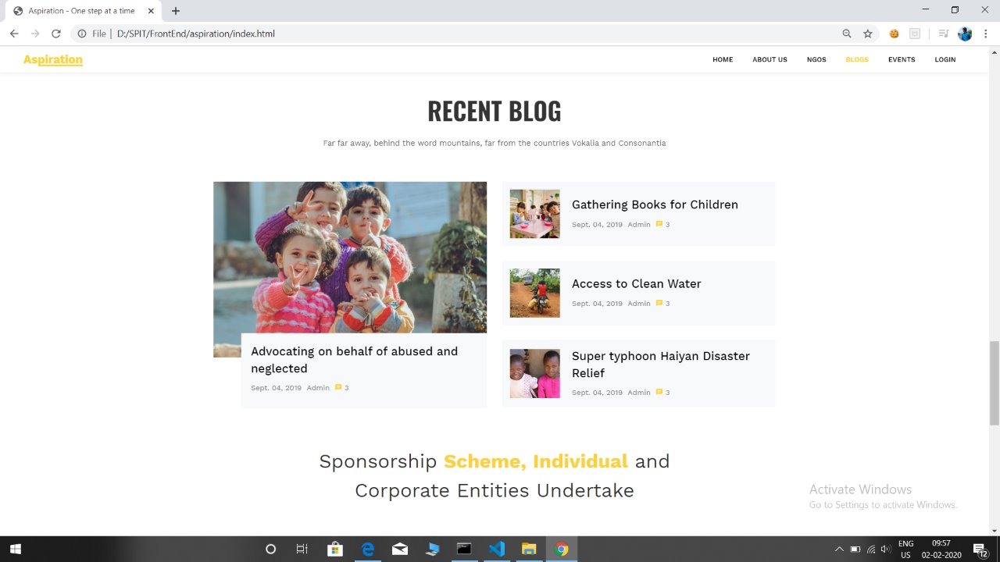 Aspiration - One step at a time
File | D:/SPIT/FrontEnd/aspiration/index.html
Aspiration
HOME ABOUT US NGOS BLOGS EVENTS LOGIN
RECENT BLOG
Far far away, behind the word mountains, far from the countries Vokalia and Consonantia
Advocating on behalf of abused and
neglected
Sept. 04, 2019 Admin 3
Gathering Books for Children
Sept. 04, 2019 Admin 3
Access to Clean Water
Sept. 04, 2019 Admin 3
Super typhoon Haiyan Disaster
Relief
Sept. 04, 2019 Admin 3
Sponsorship Scheme, Individual and
Corporate Entities Undertake
Activate Windows
Go to Settings to activate Windows.
ENG
US
09:57
02-02-2020
12